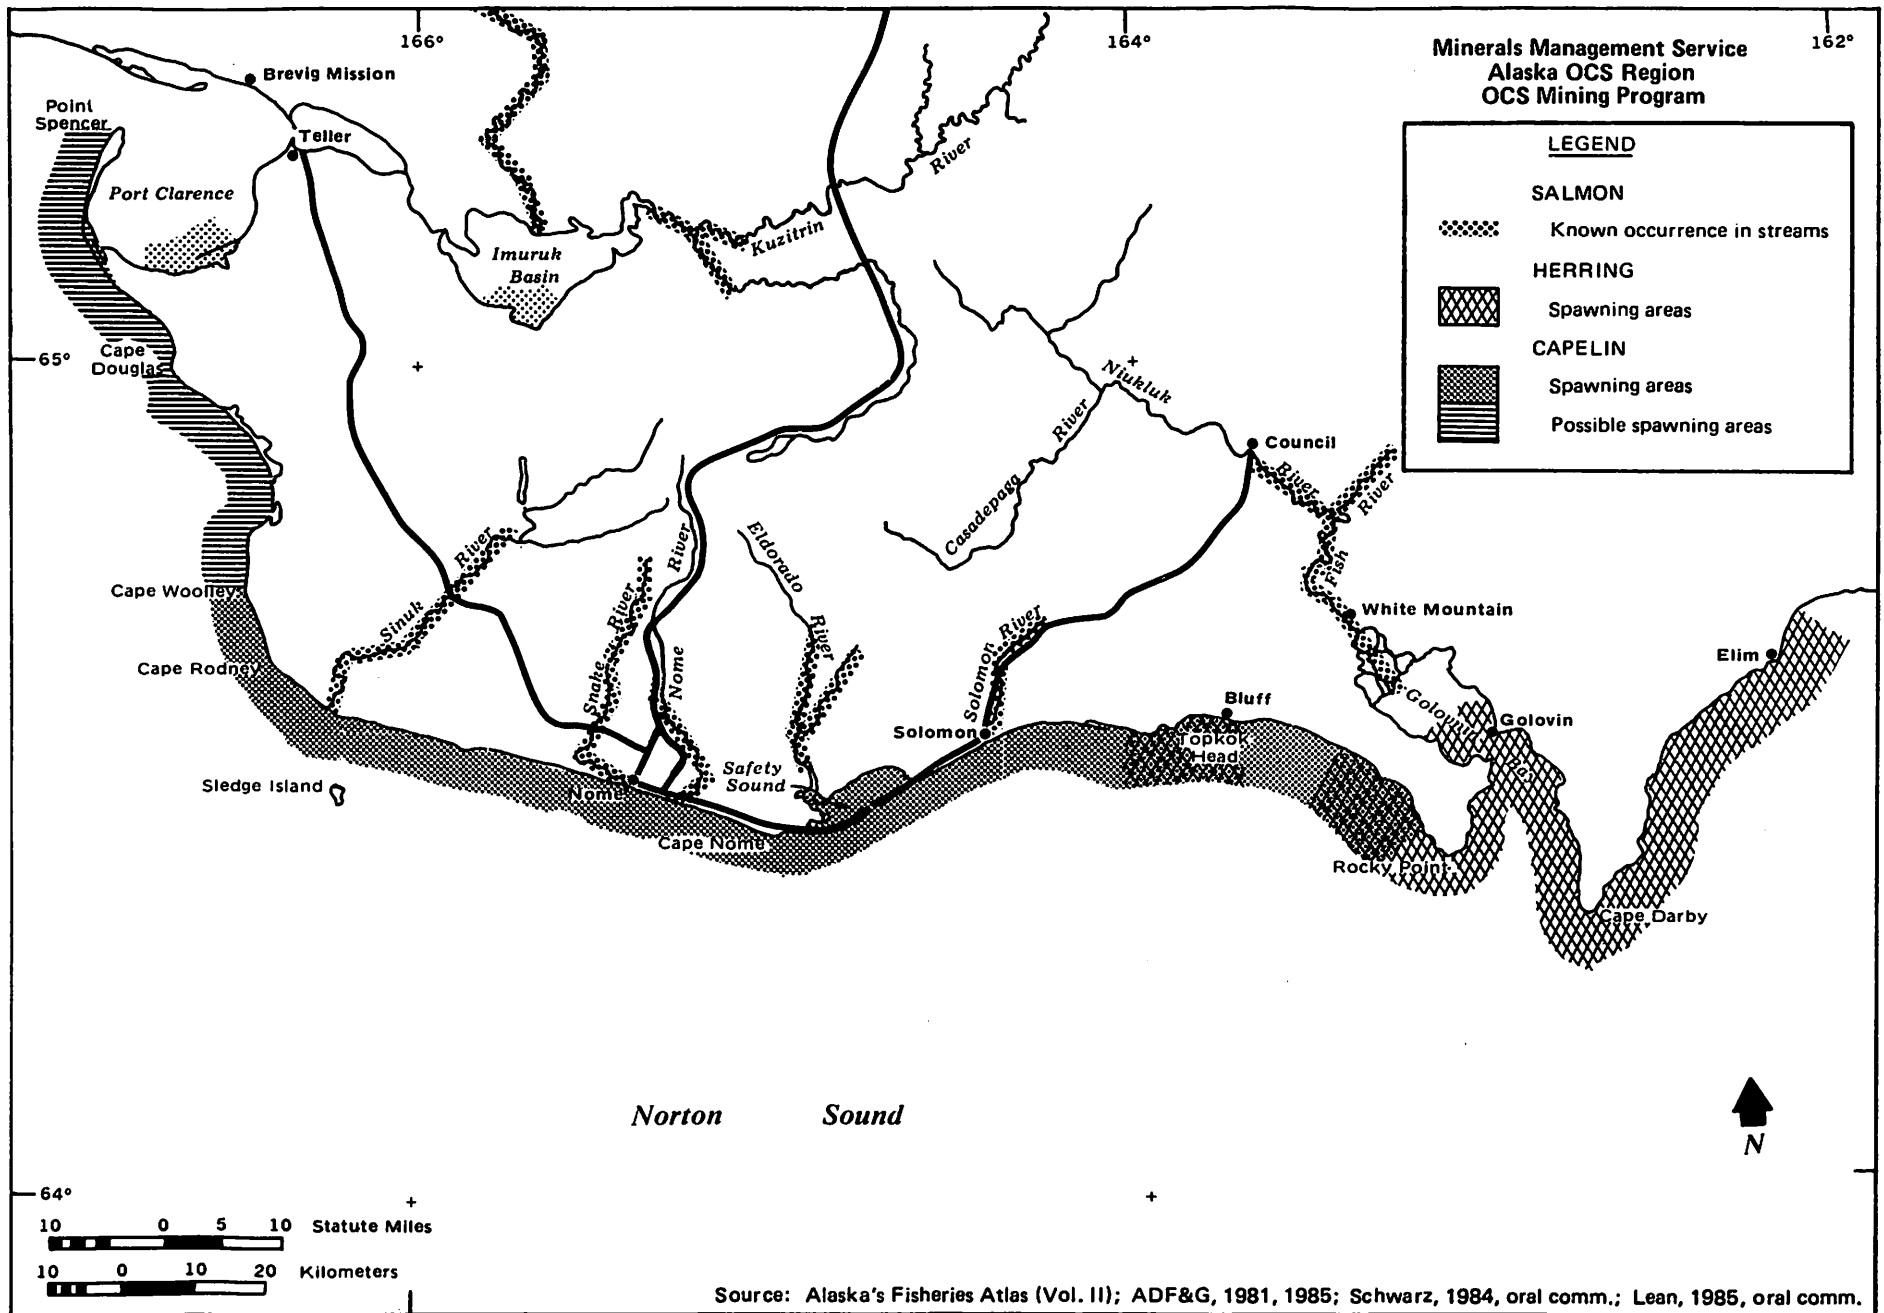 166°
164°
162°
Minerals Management Service
Alaska OCS Region
OCS Mining Program
LEGEND
SALMON
Known occurrence in streams
HERRING
Spawning areas
CAPELIN
Spawning areas
Possible spawning areas
Brevig Mission
Point
Spencer
Teller
Port Clarence
River
Kuzitrin
Imuruk
Basin
65°
Cape
Douglas
Niukluk
River
Council
River
River
Casadepaga
Eldorado
River
River
River
Fish
Cape Woolley
Sinuk
River
Solomon
River
White Mountain
Cape Rodney
Snake
Nome
Elim
Golovnin
Bluff
Golovin
Solomon
Topkok
Head
Bay
Safety
Sound
Sledge Island
Nome
Cape Nome
Rocky Point
Cape Darby
Norton Sound
N
64°
10 0 5 10 Statute Miles
10 0 10 20 Kilometers
Source: Alaska's Fisheries Atlas (Vol. II); ADF&G, 1981, 1985; Schwarz, 1984, oral comm.; Lean, 1985, oral comm.